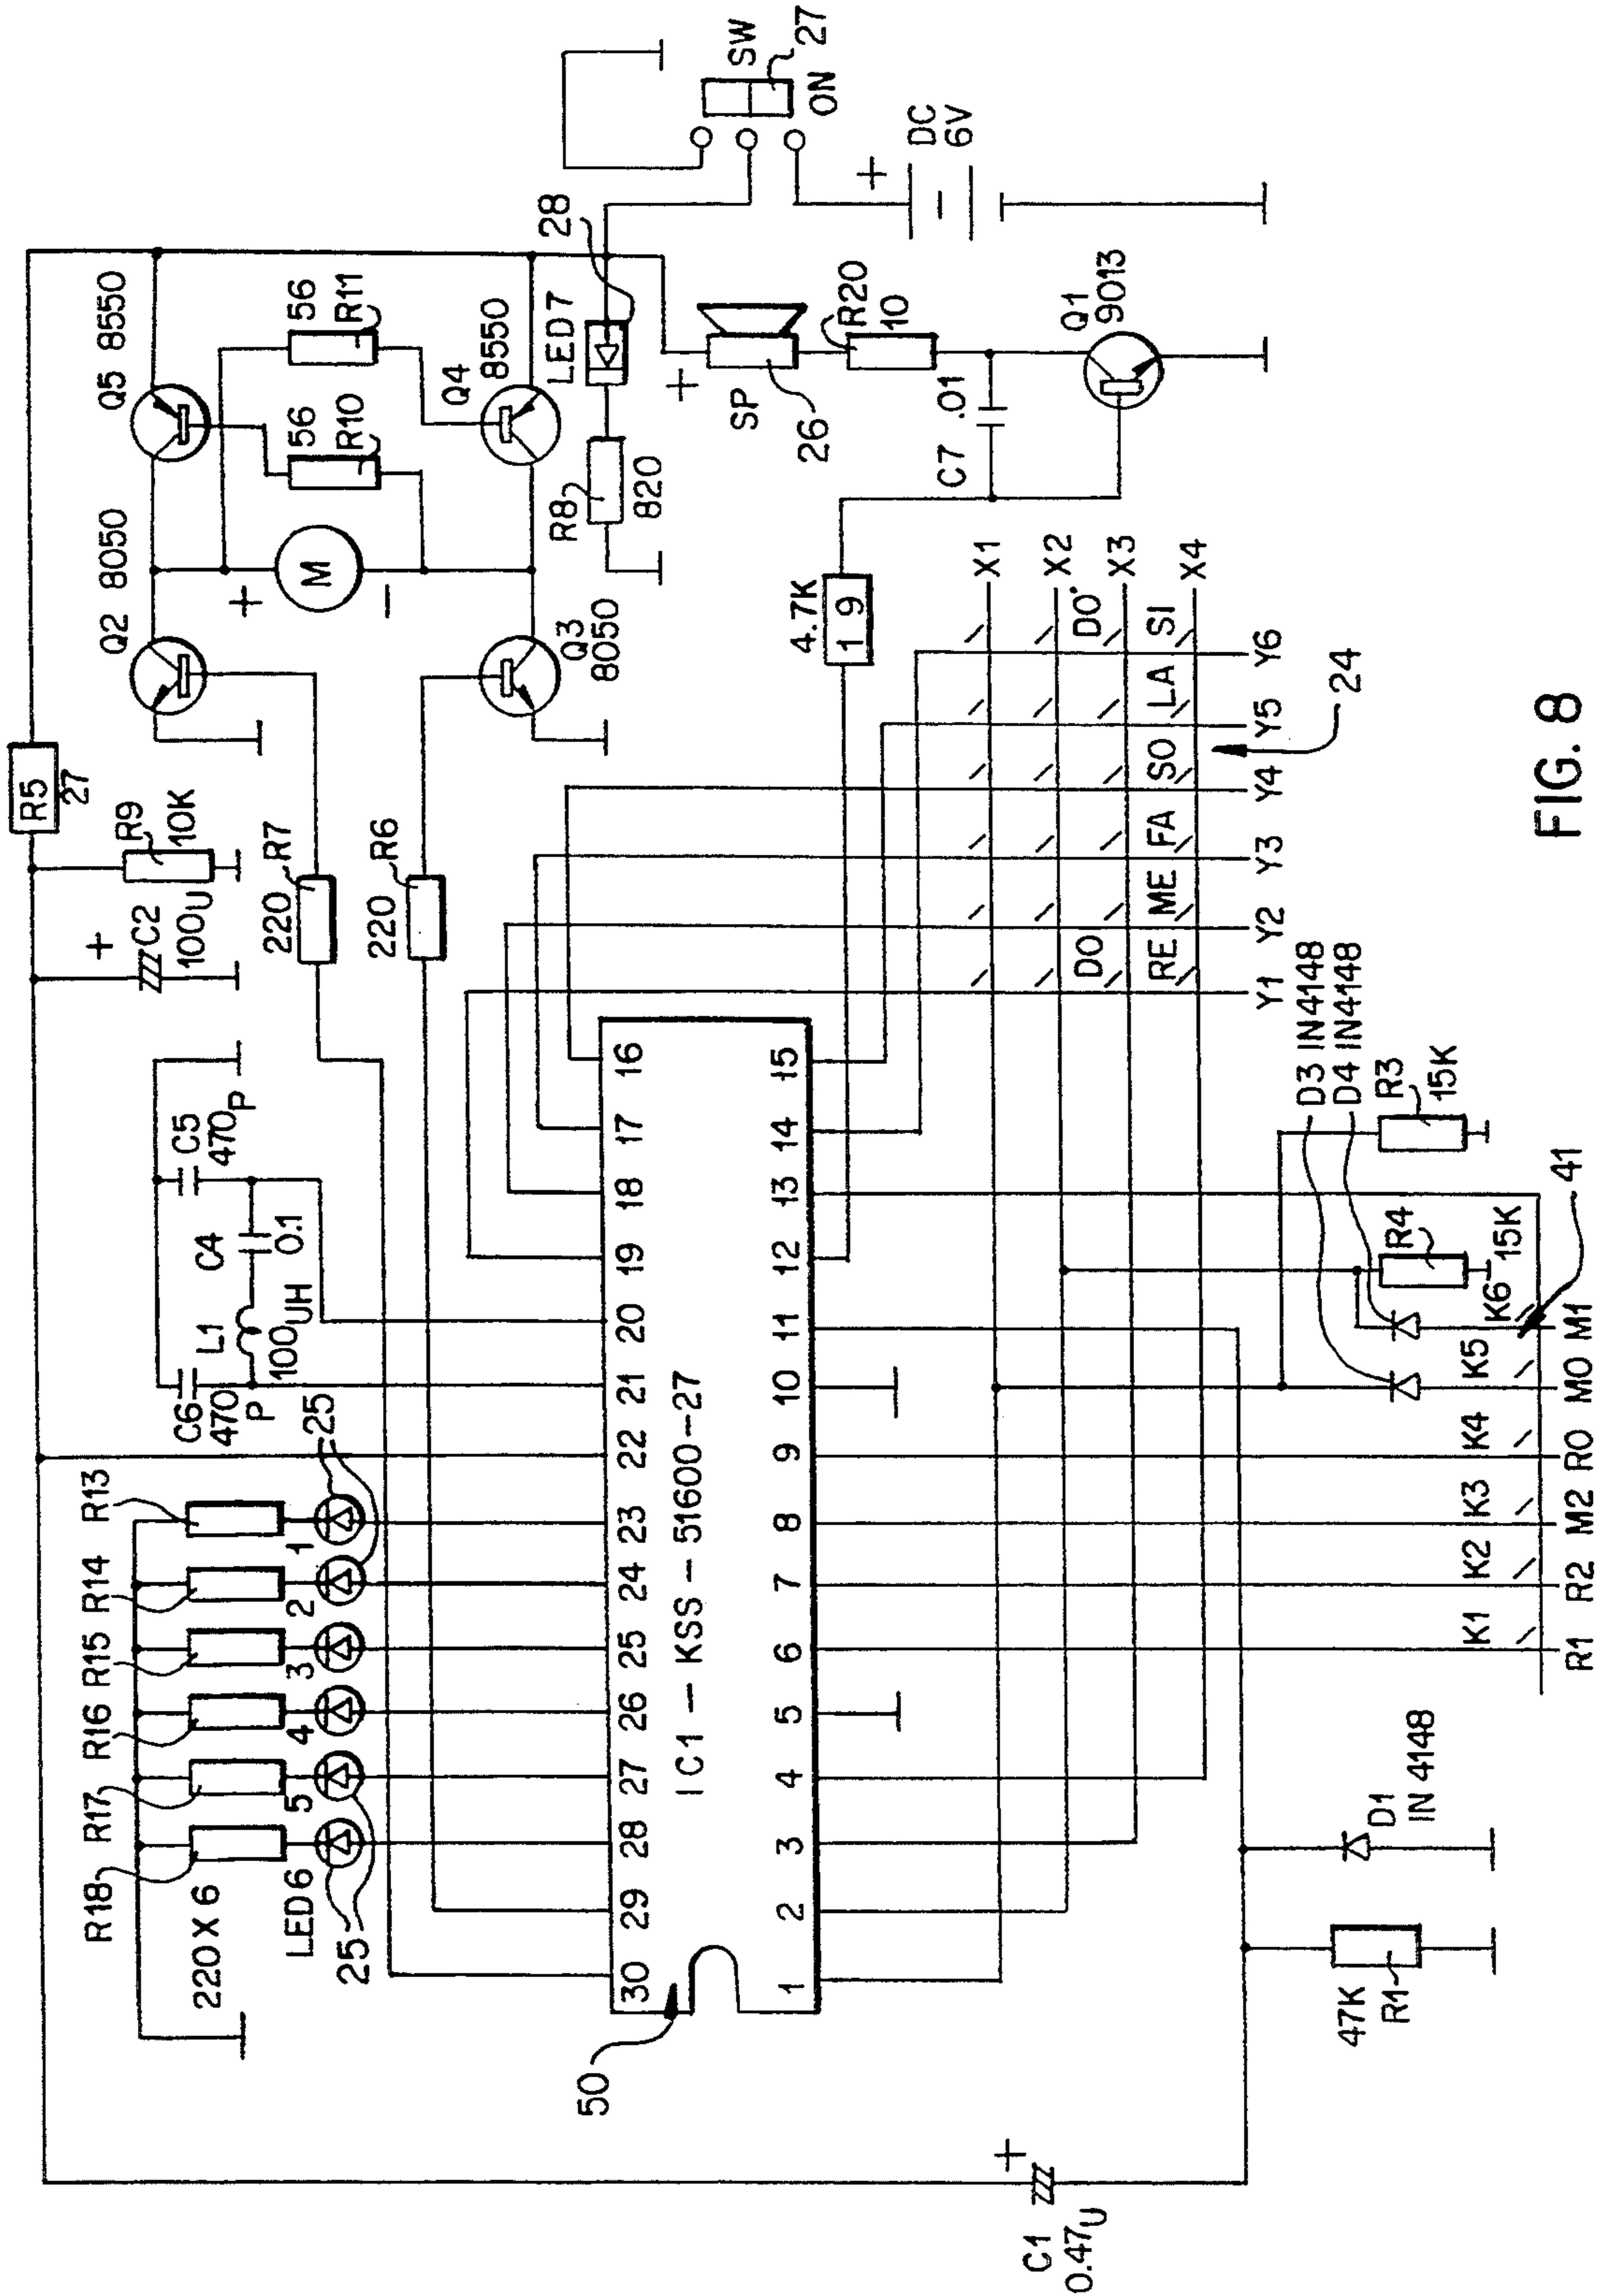 R5
27
C2
100U
+
R9
10K
Q2 8050
Q5 8550
56
R11
56
R10
M
+
−
Q4
8550
Q3
8050
220
R7
220
R6
R8
820
LED 7
28
SW
27
ON
DC
6V
+
−
+
SP
26
R20
10
C7 .01
Q1
9013
4.7K
19
C6
470P
L1
100UH
C4
0.1
C5
470P
R18
R17
R16
R15
R14
R13
220 X 6
LED 6
5
4
3
2
1
25
25
30 29 28 27 26 25 24 23 22 21 20 19 18 17 16
IC1 – KSS – 51600–27
1 2 3 4 5 6 7 8 9 10 11 12 13 14 15
50
X1
X2
X3
X4
DO DO'
RE ME FA SO LA SI
Y1 Y2 Y3 Y4 Y5 Y6
24
D3 IN4148
D4 IN4148
R3
15K
R4
15K
K1 K2 K3 K4 K5 K6
R1 R2 M2 R0 M0 M1
41
D1
IN 4148
47K
R1
+
C1
0.47U
FIG. 8